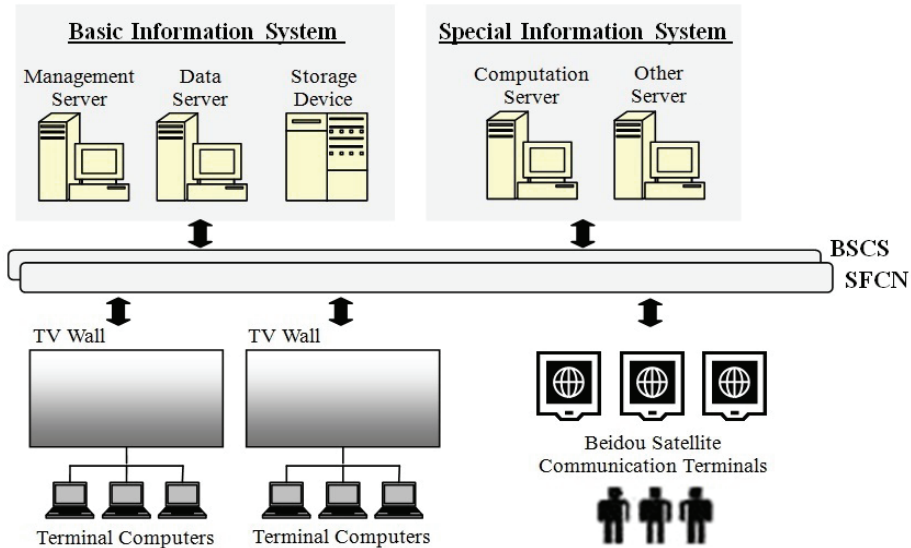 Basic Information System
Special Information System
Management
Server
Data
Server
Storage
Device
Computation
Server
Other
Server
BSCS
SFCN
TV Wall
TV Wall
Beidou Satellite
Communication Terminals
Terminal Computers
Terminal Computers